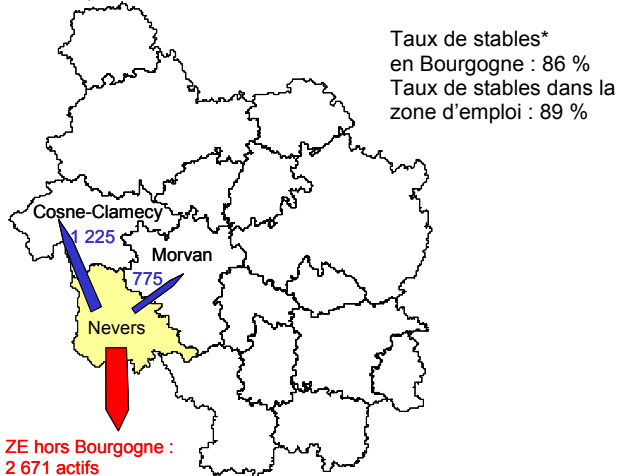 Taux de stables*
en Bourgogne : 86 %
Taux de stables dans la
zone d'emploi : 89 %
Cosne-Clamecy
1 225
Morvan
775
Nevers
ZE hors Bourgogne :
2 671 actifs